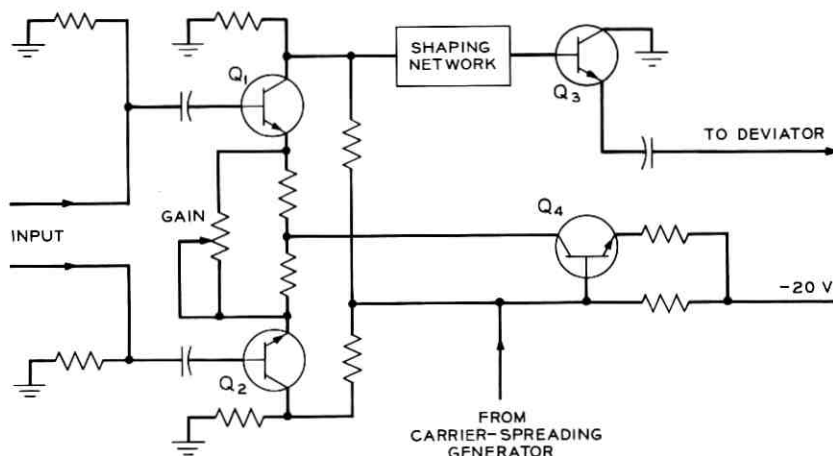 SHAPING
NETWORK
Q1
Q3
TO DEVIATOR
GAIN
Q4
INPUT
-20 V
Q2
FROM
CARRIER-SPREADING
GENERATOR